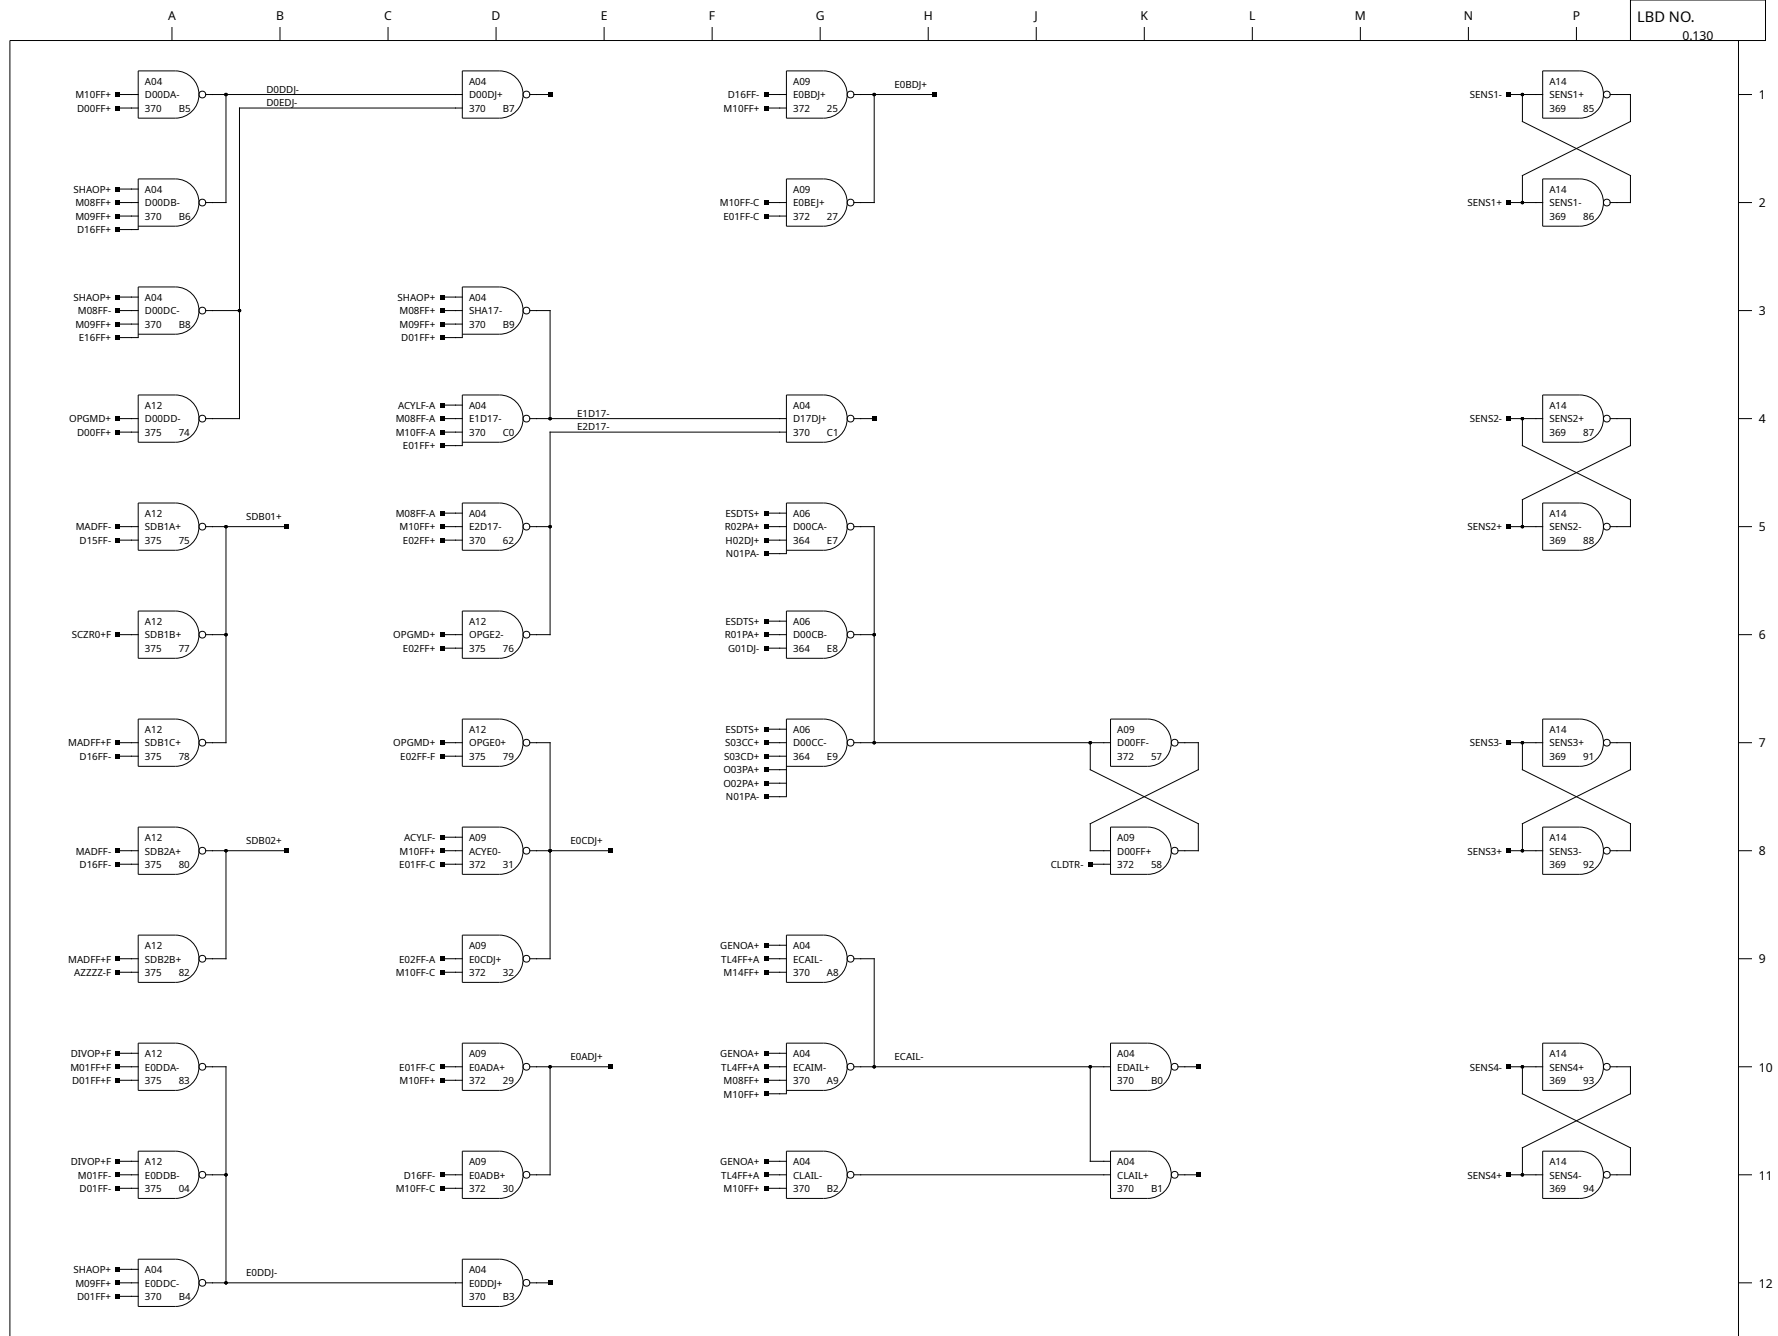 A B C D E F G H J K L M N P LBD NO.
0.130
M10FF+ A04 D0DDJ- A04 A09 E0BDJ+ A14
D00FF+ D00DA- D0EDJ- D00DJ+ D16FF- E0BDJ+ SENS1- SENS1+ 1
370 B5 370 B7 M10FF+ 372 25 369 85
SHAOP+ A04 A09 A14
M08FF+ D00DB- M10FF-C E0BEJ+ SENS1+ SENS1- 2
M09FF+ 370 B6 E01FF-C 372 27 369 86
D16FF+
SHAOP+ A04 SHAOP+ A04
M08FF- D00DC- M08FF+ SHA17- 3
M09FF+ 370 B8 M09FF+ 370 B9
E16FF+ D01FF+
A12 ACYLF-A A04 E1D17- A04 A14
OPGMD+ D00DD- M08FF-A E1D17- E2D17- D17DJ+ SENS2- SENS2+ 4
D00FF+ 375 74 M10FF-A 370 C0 370 C1 369 87
E01FF+
A12 SDB01+ M08FF-A A04 ESDTS+ A06 A14
MADFF- SDB1A+ M10FF+ E2D17- R02PA+ D00CA- SENS2+ SENS2- 5
D15FF- 375 75 E02FF+ 370 62 H02DJ+ 364 E7 369 88
N01PA-
A12 A12 ESDTS+ A06
SCZR0+F SDB1B+ OPGMD+ OPGE2- R01PA+ D00CB- 6
375 77 E02FF+ 375 76 G01DJ- 364 E8
A12 A12 ESDTS+ A06 A09 A14
MADFF+F SDB1C+ OPGMD+ OPGE0+ S03CC+ D00CC- D00FF- SENS3- SENS3+ 7
D16FF- 375 78 E02FF-F 375 79 S03CD+ 364 E9 372 57 369 91
O03PA+
O02PA+
N01PA-
A12 SDB02+ ACYLF- A09 E0CDJ+ A09 A14
MADFF- SDB2A+ M10FF+ ACYE0- D00FF+ SENS3+ SENS3- 8
D16FF- 375 80 E01FF-C 372 31 CLDTR- 372 58 369 92
A12 A09 GENOA+ A04
MADFF+F SDB2B+ E02FF-A E0CDJ+ TL4FF+A ECAIL- 9
AZZZZ-F 375 82 M10FF-C 372 32 M14FF+ 370 A8
DIVOP+F A12 A09 E0ADJ+ GENOA+ A04 ECAIL- A04 A14
M01FF+F E0DDA- E01FF-C E0ADA+ TL4FF+A ECAIM- EDAIL+ SENS4- SENS4+ 10
D01FF+F 375 83 M10FF+ 372 29 M08FF+ 370 A9 370 B0 369 93
M10FF+
DIVOP+F A12 A09 GENOA+ A04 A04 A14
M01FF- E0DDB- D16FF- E0ADB+ TL4FF+A CLAIL- CLAIL+ SENS4+ SENS4- 11
D01FF- 375 04 M10FF-C 372 30 M10FF+ 370 B2 370 B1 369 94
SHAOP+ A04 E0DDJ- A04
M09FF+ E0DDC- E0DDJ+ 12
D01FF+ 370 B4 370 B3